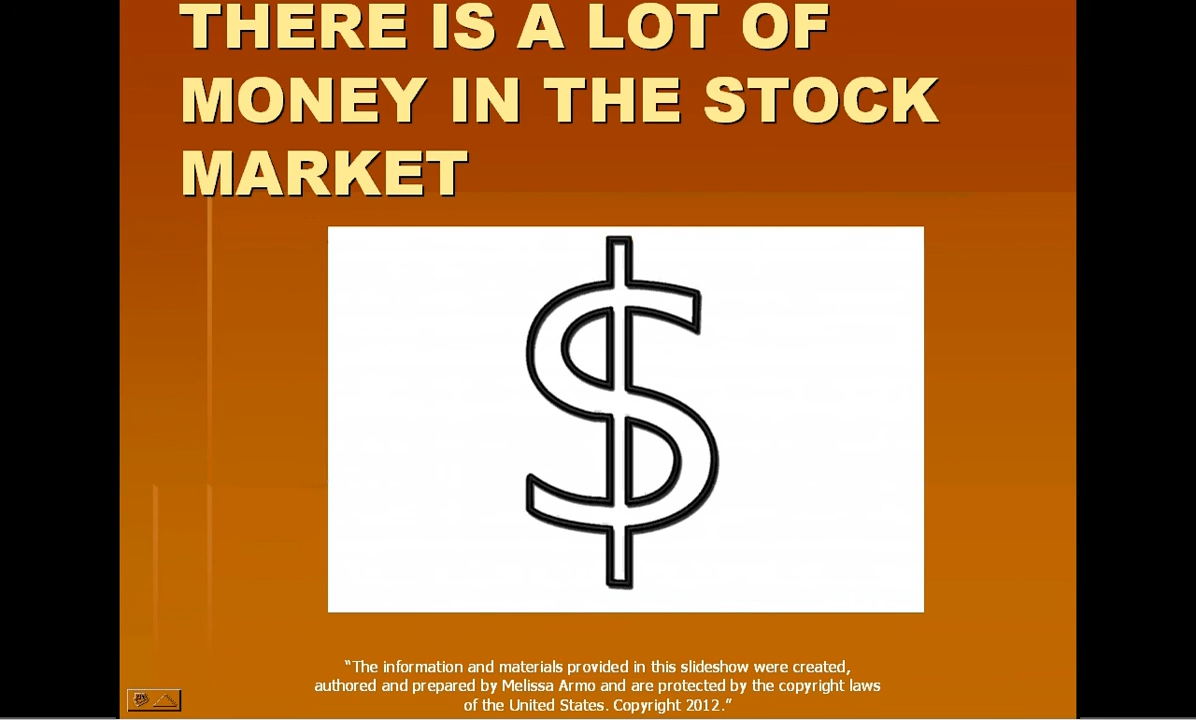 THERE IS A LOT OF
MONEY IN THE STOCK
MARKET
$
“The information and materials provided in this slideshow were created,
authored and prepared by Melissa Armo and are protected by the copyright laws
of the United States. Copyright 2012.”